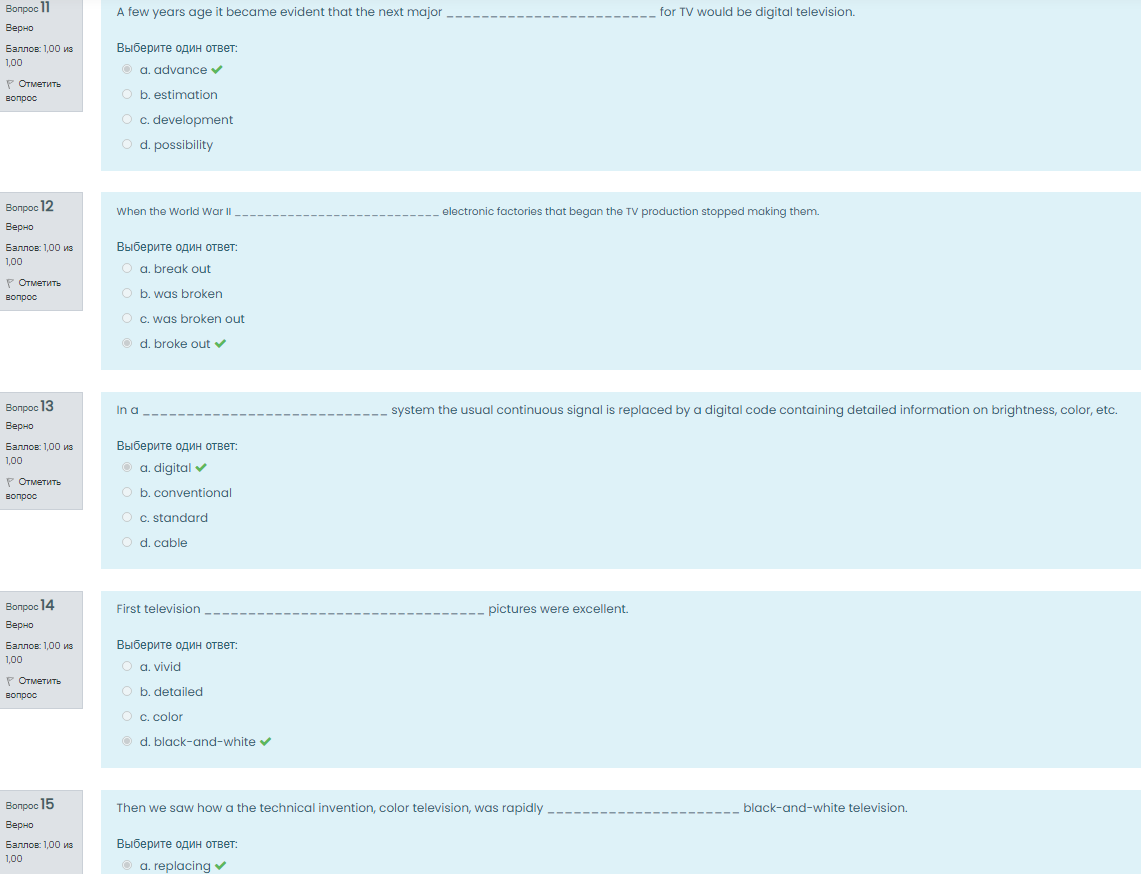 Вопрос 11
Верно
Баллов: 1,00 из
1,00
Отметить
вопрос
A few years age it became evident that the next major ________________________ for TV would be digital television.
Выберите один ответ:
a. advance
b. estimation
c. development
d. possibility
Вопрос 12
Верно
Баллов: 1,00 из
1,00
Отметить
вопрос
When the World War II ___________________________ electronic factories that began the TV production stopped making them.
Выберите один ответ:
a. break out
b. was broken
c. was broken out
d. broke out
Вопрос 13
Верно
Баллов: 1,00 из
1,00
Отметить
вопрос
In a ____________________________ system the usual continuous signal is replaced by a digital code containing detailed information on brightness, color, etc.
Выберите один ответ:
a. digital
b. conventional
c. standard
d. cable
Вопрос 14
Верно
Баллов: 1,00 из
1,00
Отметить
вопрос
First television ________________________________ pictures were excellent.
Выберите один ответ:
a. vivid
b. detailed
c. color
d. black-and-white
Вопрос 15
Верно
Баллов: 1,00 из
1,00
Then we saw how a the technical invention, color television, was rapidly ______________________ black-and-white television.
Выберите один ответ:
a. replacing